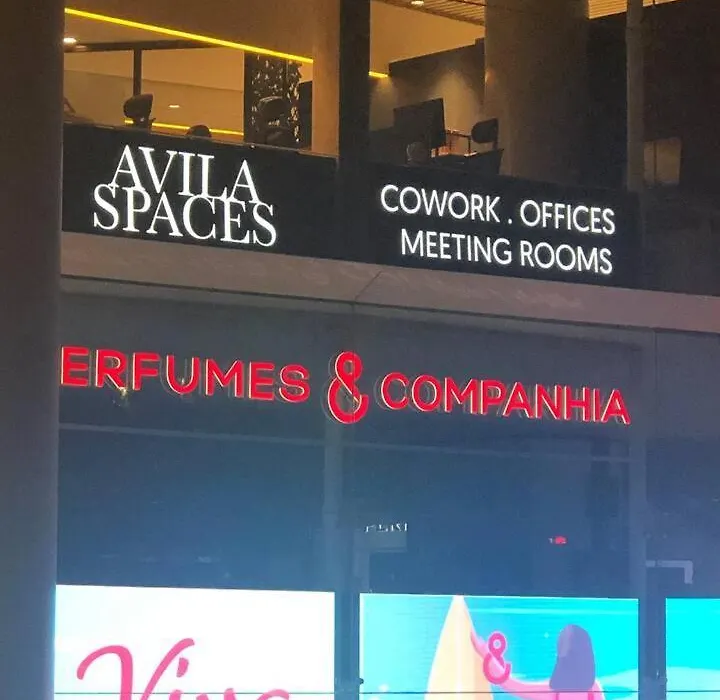 AVILA
SPACES
COWORK . OFFICES
MEETING ROOMS
ERFUMES & COMPANHIA
&